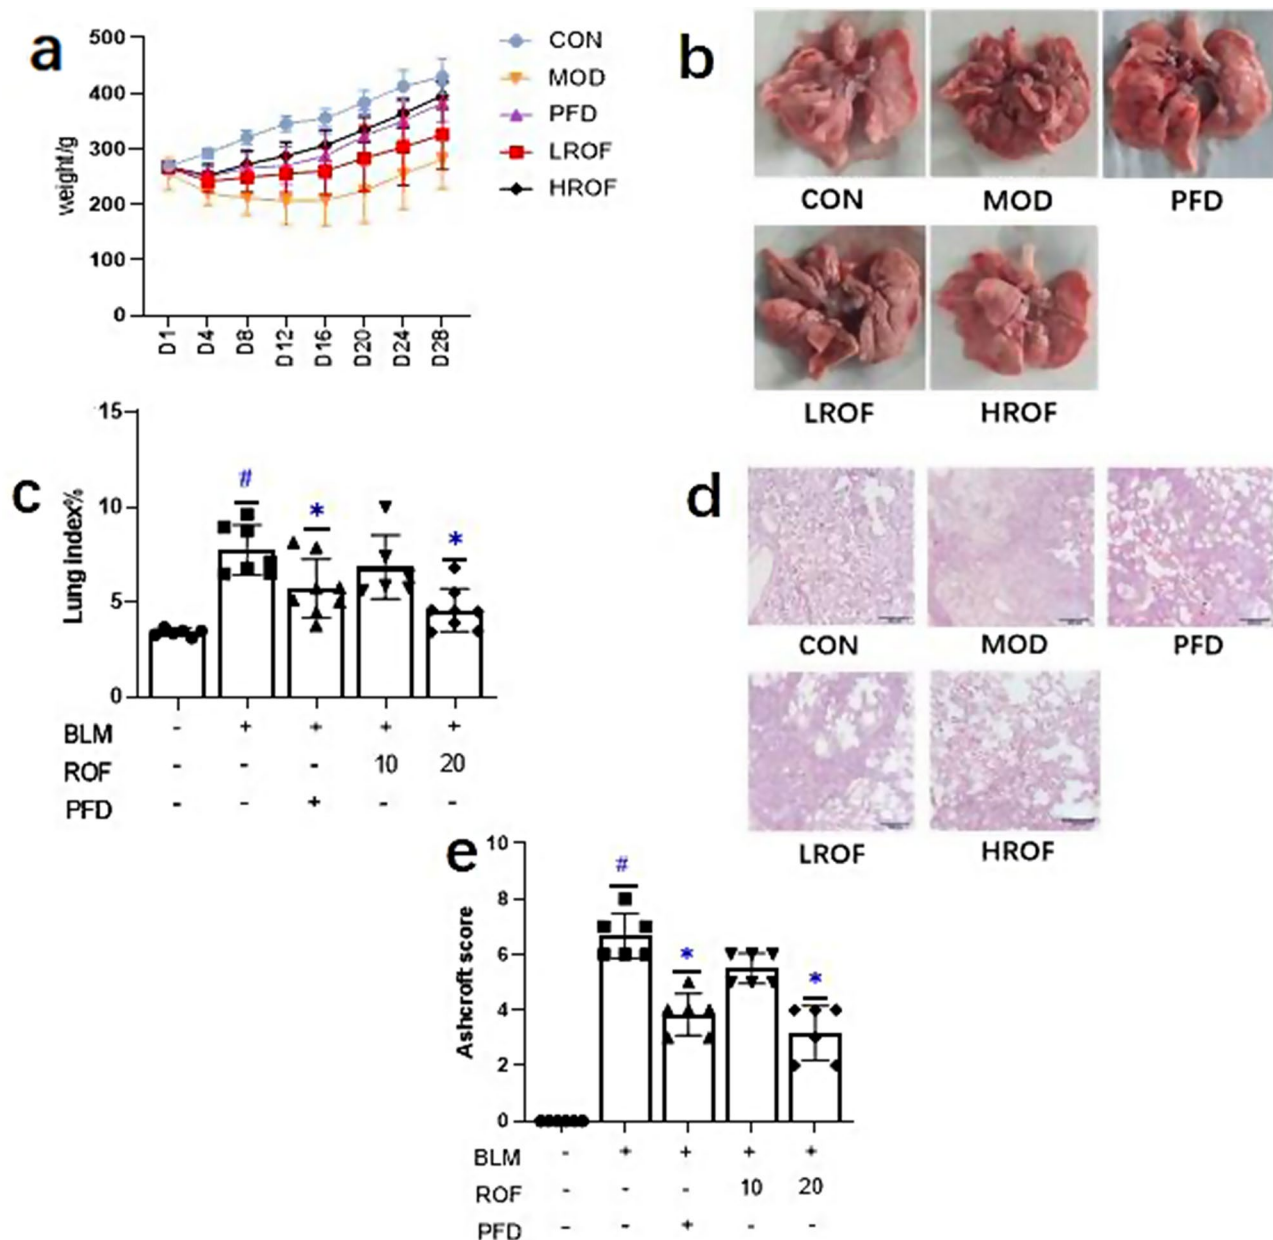 a
500
400
300
200
100
0
weight/g
D1 D4 D8 D12 D16 D20 D24 D28
CON
MOD
PFD
LROF
HROF
b
CON MOD PFD
LROF HROF
c
15
10
5
0
Lung index%
# * *
BLM - + + + +
ROF - - - 10 20
PFD - - + - -
d
CON MOD PFD
LROF HROF
e
10
8
6
4
2
0
Ashcroft score
# * *
BLM - + + + +
ROF - - - 10 20
PFD - - + - -